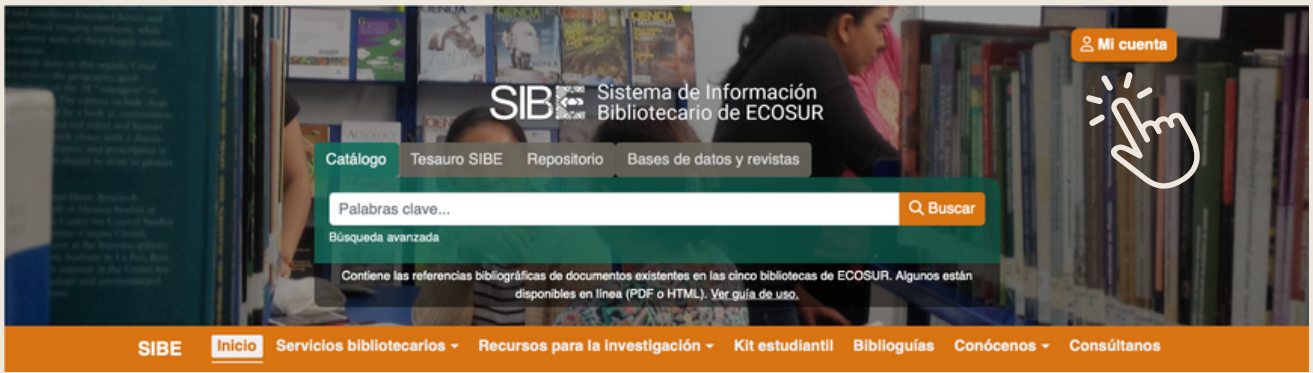 CIENCIA
CIENCIA
Mi cuenta
SIBE Sistema de Información
Bibliotecario de ECOSUR
Catálogo
Tesauro SIBE
Repositorio
Bases de datos y revistas
Palabras clave...
Buscar
Búsqueda avanzada
Contiene las referencias bibliográficas de documentos existentes en las cinco bibliotecas de ECOSUR. Algunos están
disponibles en línea (PDF o HTML). Ver guía de uso.
SIBE
Inicio
Servicios bibliotecarios
Recursos para la investigación
Kit estudiantil
Biblioguías
Conócenos
Consúltanos